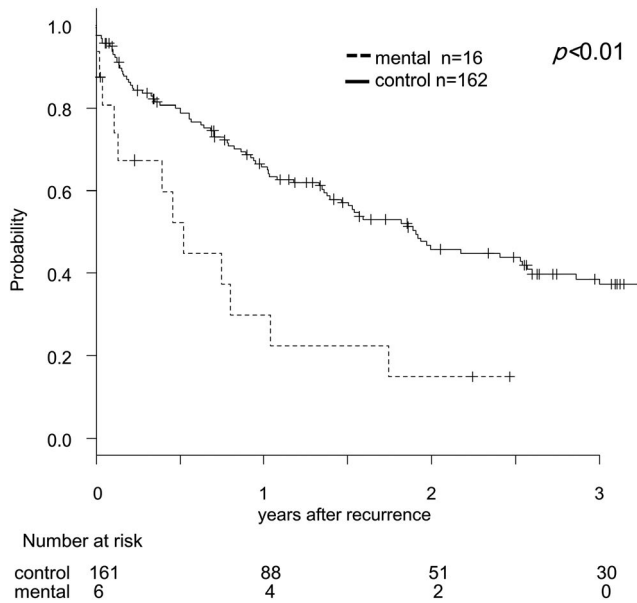 1.0
mental n=16
control n=162
p<0.01
0.8
0.6
0.4
0.2
0.0
Probability
0 1 2 3
years after recurrence
Number at risk
control 161 88 51 30
mental 6 4 2 0